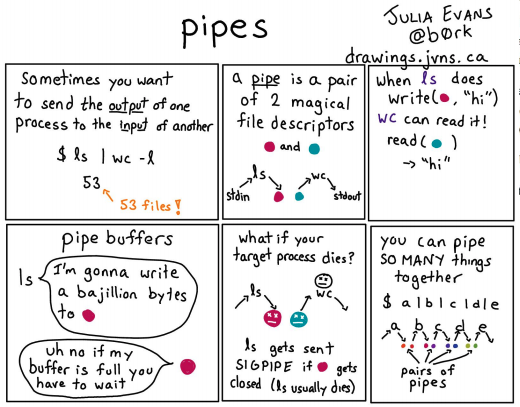 pipes
JULIA EVANS
@b0rk
drawings.jvns.ca
Sometimes you want
to send the output of one
process to the input of another
$ ls | wc -l
53
53 files!
a pipe is a pair
of 2 magical
file descriptors
and
ls
wc
stdin
stdout
when ls does
write( , "hi")
wc can read it!
read( )
→ "hi"
pipe buffers
ls
I'm gonna write
a bajillion bytes
to
uh no if my
buffer is full you
have to wait
what if your
target process dies?
ls
wc
ls gets sent
SIGPIPE if gets
closed (ls usually dies)
you can pipe
SO MANY things
together
$ a|b|c|d|e
a b c d e
pairs of
pipes